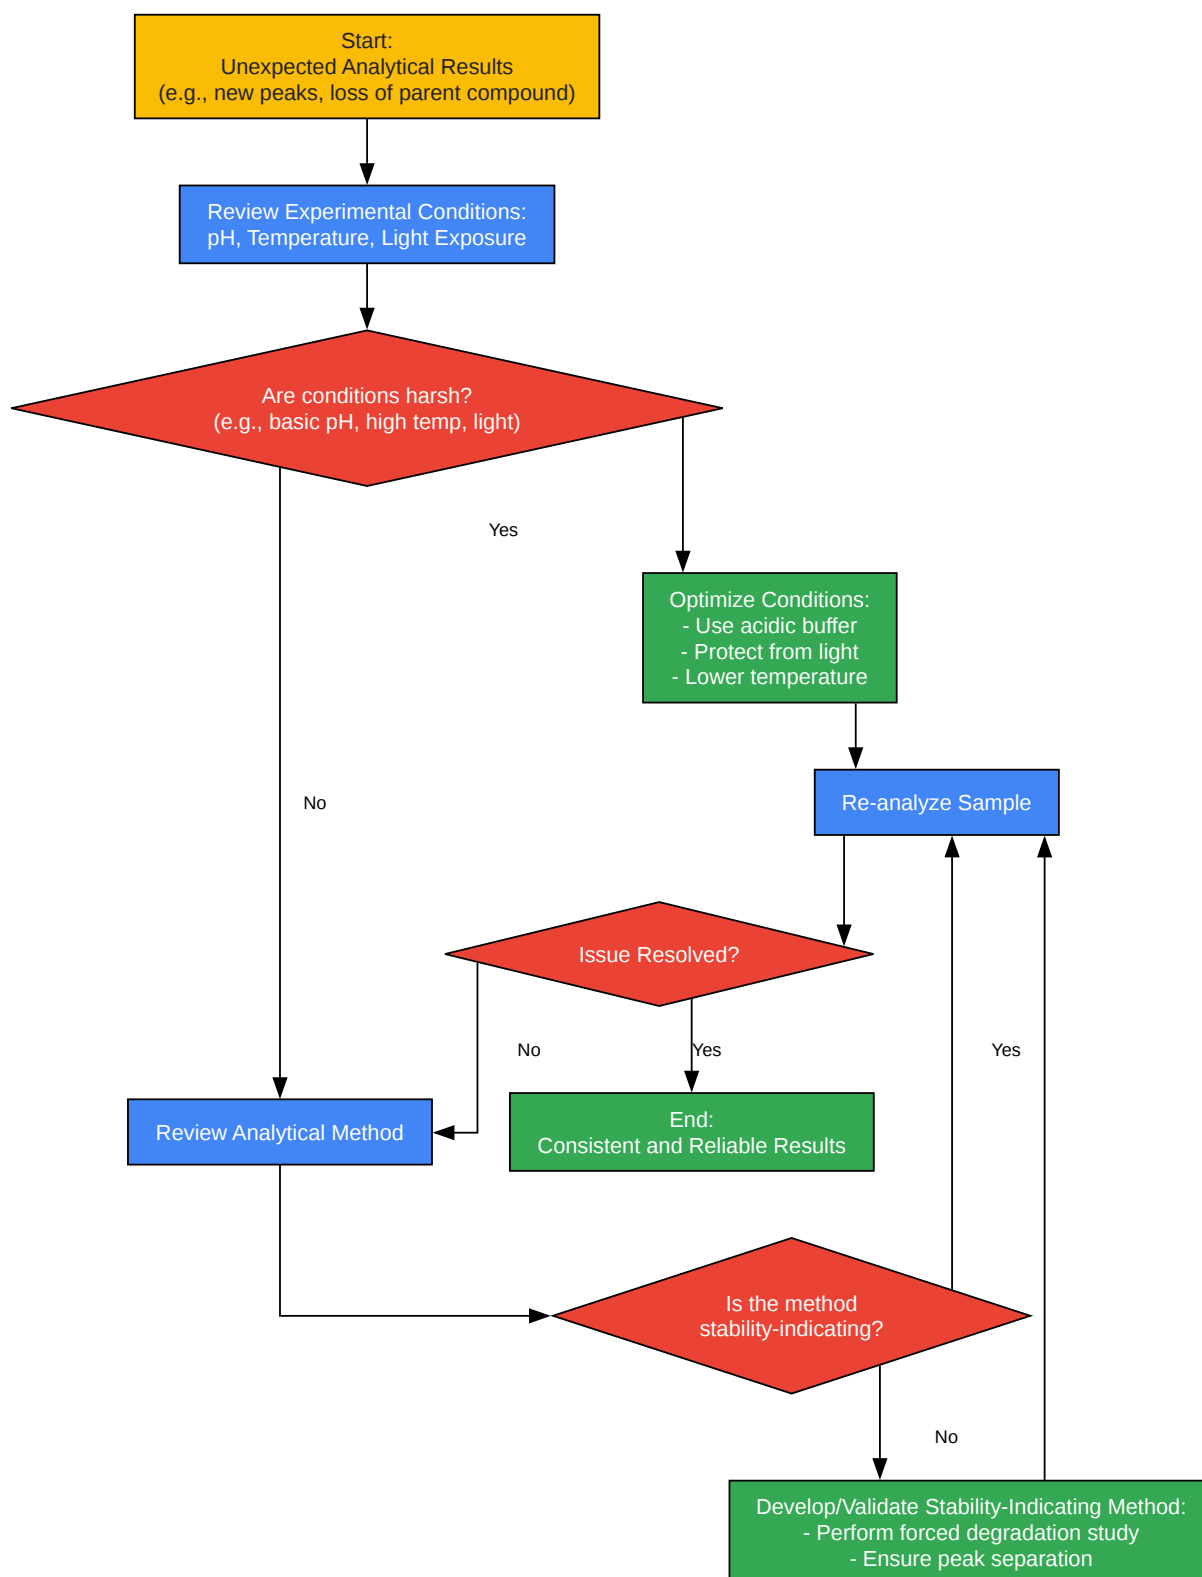 Start:
Unexpected Analytical Results
(e.g., new peaks, loss of parent compound)
Review Experimental Conditions:
pH, Temperature, Light Exposure
Are conditions harsh?
(e.g., basic pH, high temp, light)
Yes
Optimize Conditions:
- Use acidic buffer
- Protect from light
- Lower temperature
No
Re-analyze Sample
Issue Resolved?
No
Yes
Yes
Review Analytical Method
End:
Consistent and Reliable Results
Is the method
stability-indicating?
No
Develop/Validate Stability-Indicating Method:
- Perform forced degradation study
- Ensure peak separation